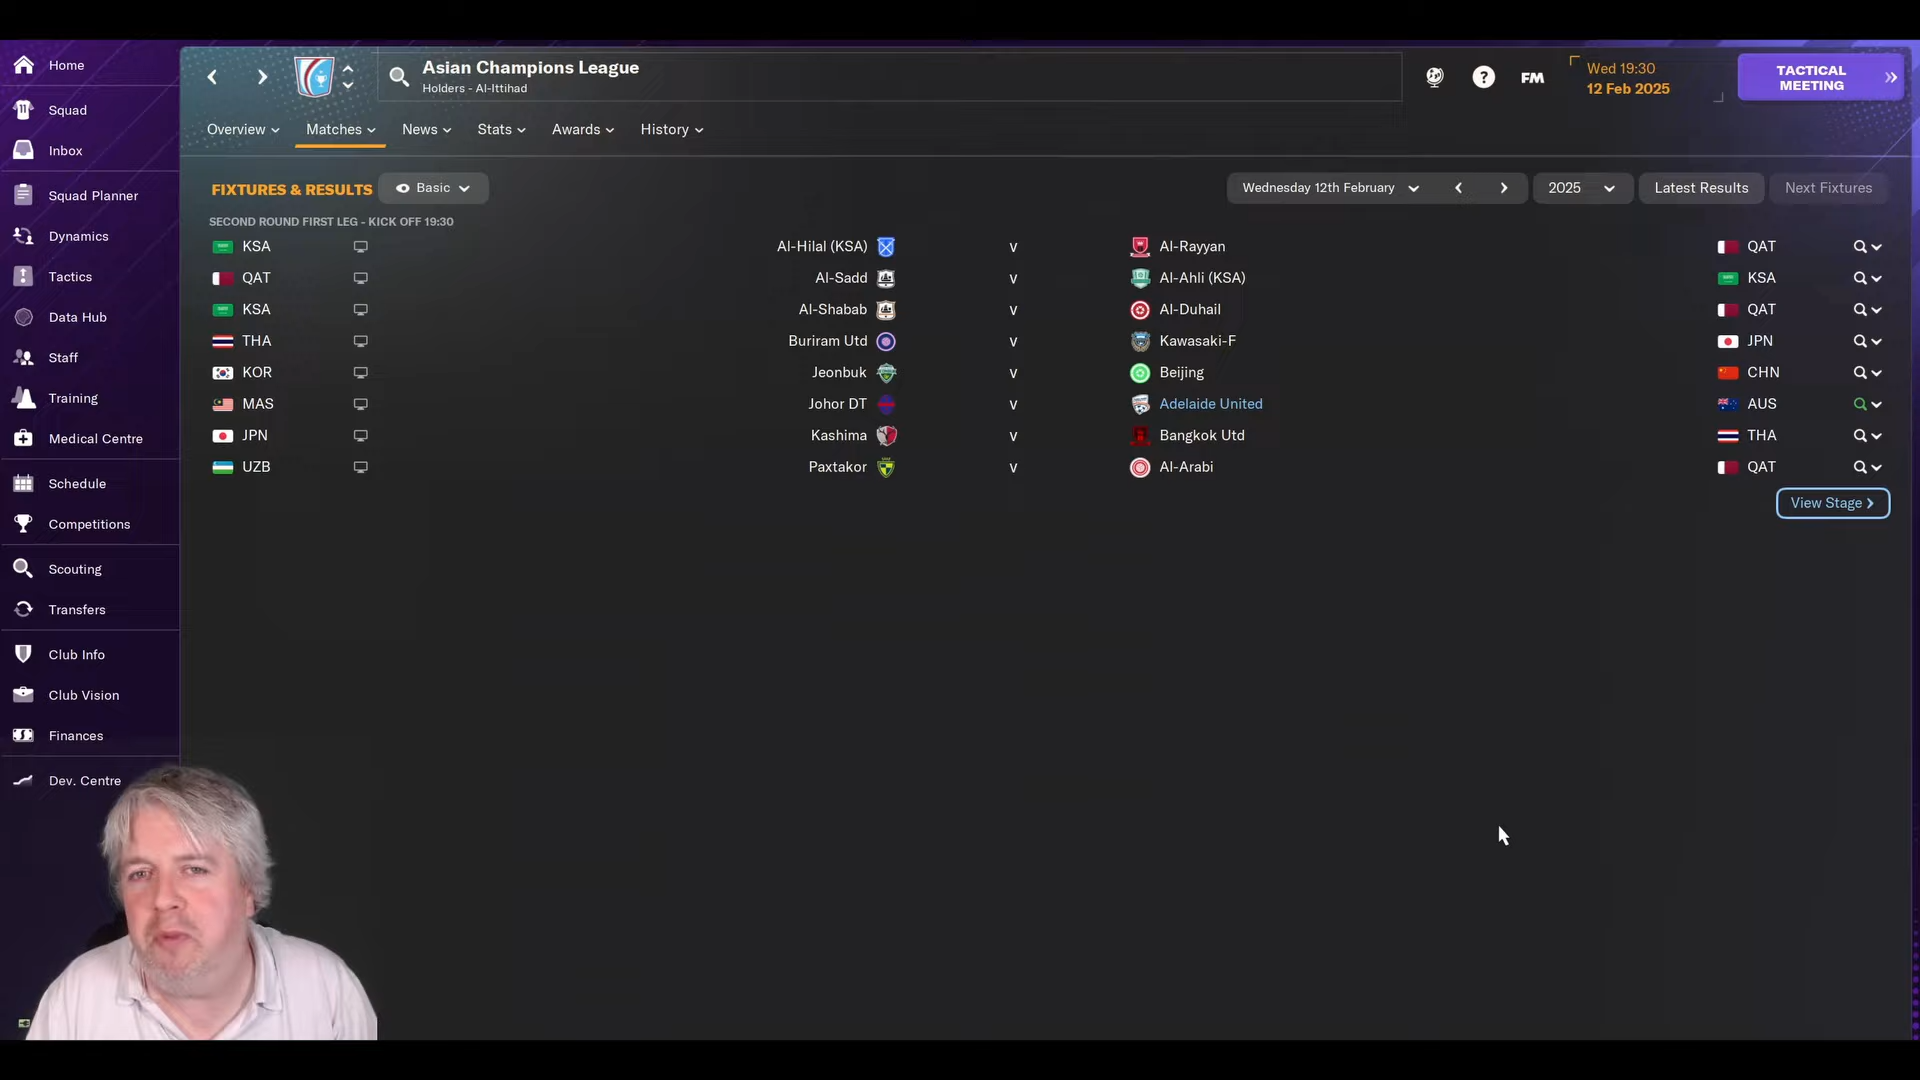 Home
Squad
Inbox
Squad Planner
Dynamics
Tactics
Data Hub
Staff
Training
Medical Centre
Schedule
Competitions
Scouting
Transfers
Club Info
Club Vision
Finances
Dev. Centre
Asian Champions League
Holders - Al-Ittihad
FM
Wed 19:30
12 Feb 2025
TACTICAL MEETING
Overview Matches News Stats Awards History
FIXTURES & RESULTS Basic Wednesday 12th February 2025 Latest Results Next Fixtures
SECOND ROUND FIRST LEG - KICK OFF 19:30
KSA Al-Hilal (KSA) v Al-Rayyan QAT
QAT Al-Sadd v Al-Ahli (KSA) KSA
KSA Al-Shabab v Al-Duhail QAT
THA Buriram Utd v Kawasaki-F JPN
KOR Jeonbuk v Beijing CHN
MAS Johor DT v Adelaide United AUS
JPN Kashima v Bangkok Utd THA
UZB Paxtakor v Al-Arabi QAT
View Stage